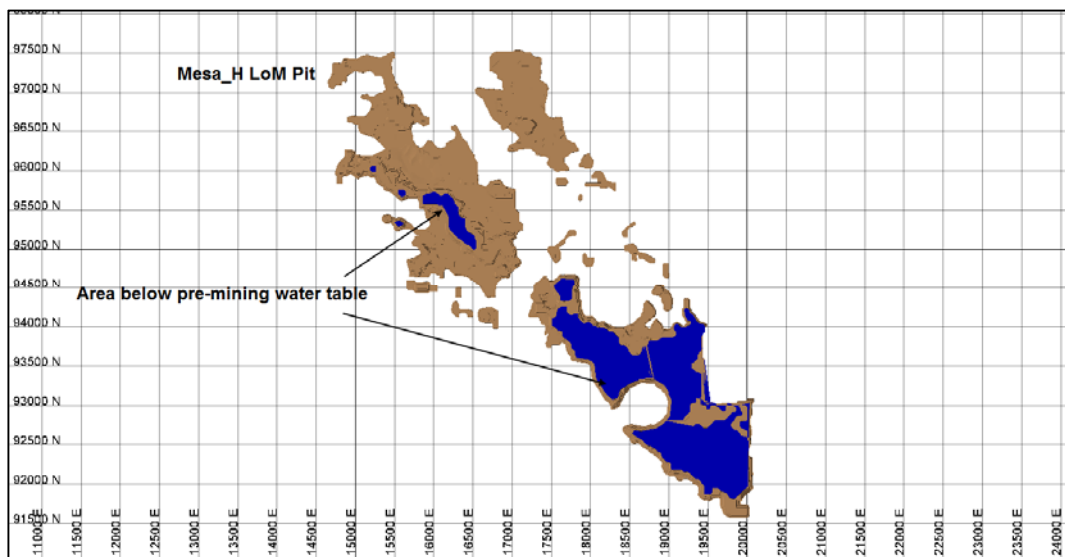 97500 N
Mesa_H LoM Pit
97000 N
96500 N
96000 N
95500 N
95000 N
94500 N
Area below pre-mining water table
94000 N
93500 N
93000 N
92500 N
92000 N
91500 N
11000 E
11500 E
12000 E
12500 E
13000 E
13500 E
14000 E
14500 E
15000 E
15500 E
16000 E
16500 E
17000 E
17500 E
18000 E
18500 E
19000 E
19500 E
20000 E
20500 E
21000 E
21500 E
22000 E
22500 E
23000 E
23500 E
24000 E